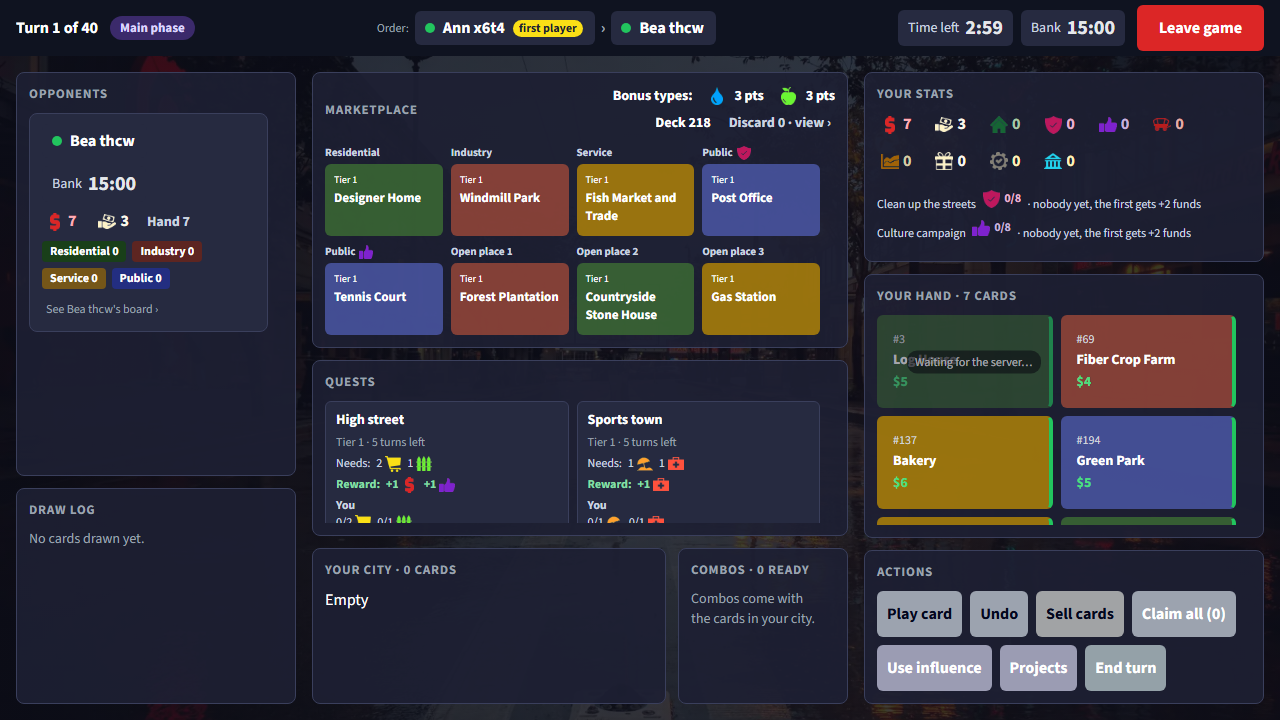 Turn 1 of 40 Main phase
Order: Ann x6t4 first player › Bea thcw
Time left 2:59 Bank 15:00 Leave game
OPPONENTS
Bea thcw
Bank 15:00
7 3 Hand 7
Residential 0 Industry 0
Service 0 Public 0
See Bea thcw's board ›
DRAW LOG
No cards drawn yet.
MARKETPLACE
Bonus types: 3 pts 3 pts
Deck 218 Discard 0 · view ›
Residential Industry Service Public
Tier 1 Tier 1 Tier 1 Tier 1
Designer Home Windmill Park Fish Market and Trade Post Office
Public Open place 1 Open place 2 Open place 3
Tier 1 Tier 1 Tier 1 Tier 1
Tennis Court Forest Plantation Countryside Stone House Gas Station
QUESTS
High street
Tier 1 · 5 turns left
Needs: 2 1
Reward: +1 +1
You
0/2 0/1
Sports town
Tier 1 · 5 turns left
Needs: 1 1
Reward: +1
You
0/1 0/1
YOUR CITY · 0 CARDS
Empty
COMBOS · 0 READY
Combos come with
the cards in your city.
YOUR STATS
7 3 0 0 0 0
0 0 0 0
Clean up the streets 0/8 · nobody yet, the first gets +2 funds
Culture campaign 0/8 · nobody yet, the first gets +2 funds
YOUR HAND · 7 CARDS
#3
Waiting for the server…
$5
#69
Fiber Crop Farm
$4
#137
Bakery
$6
#194
Green Park
$5
ACTIONS
Play card Undo Sell cards Claim all (0)
Use influence Projects End turn